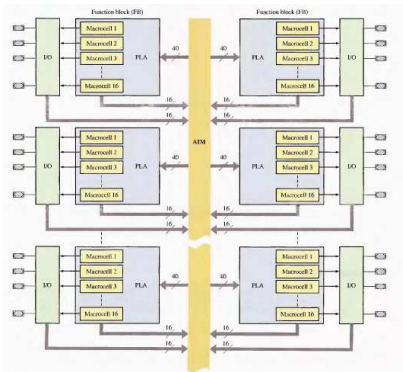 Function block (FB) Function block (FB)
Macrocell 1 Macrocell 1
Macrocell 2 40 40 Macrocell 2
I/O Macrocell 3 PLA PLA Macrocell 3 I/O
Macrocell 16 Macrocell 16
16 16
16 16
AIM
Macrocell 1 Macrocell 1
Macrocell 2 40 40 Macrocell 2
I/O Macrocell 3 PLA PLA Macrocell 3 I/O
Macrocell 16 Macrocell 16
16 16
16 16
Macrocell 1 Macrocell 1
Macrocell 2 40 40 Macrocell 2
I/O Macrocell 3 PLA PLA Macrocell 3 I/O
Macrocell 16 Macrocell 16
16 16
16 16